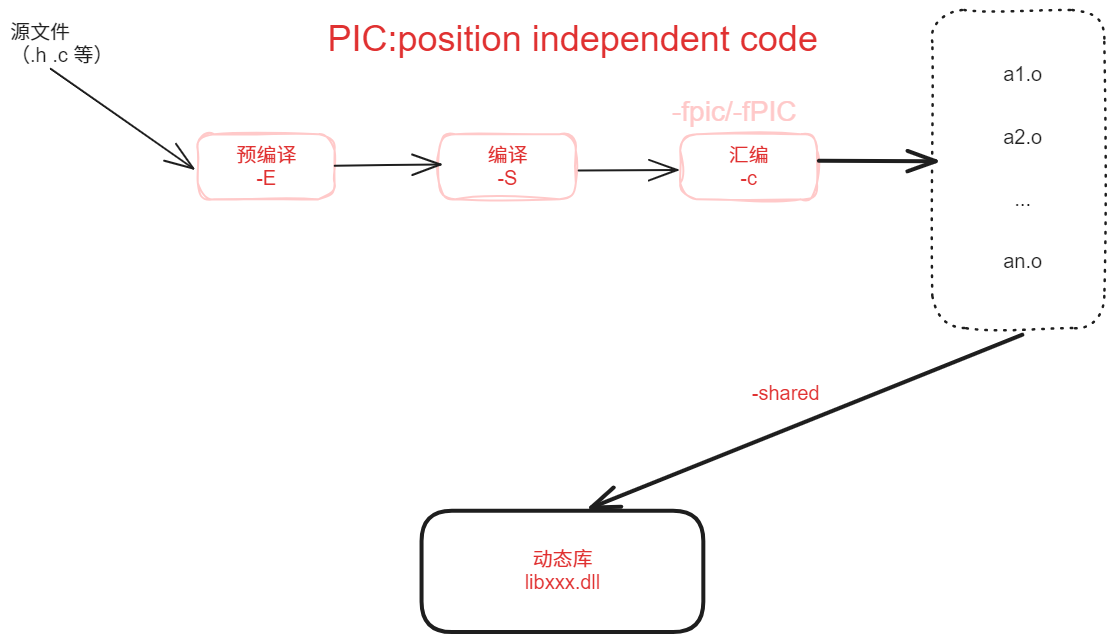 源文件
（.h .c 等）
PIC:position independent code
-fpic/-fPIC
预编译
-E
编译
-S
汇编
-c
a1.o
a2.o
...
an.o
-shared
动态库
libxxx.dll